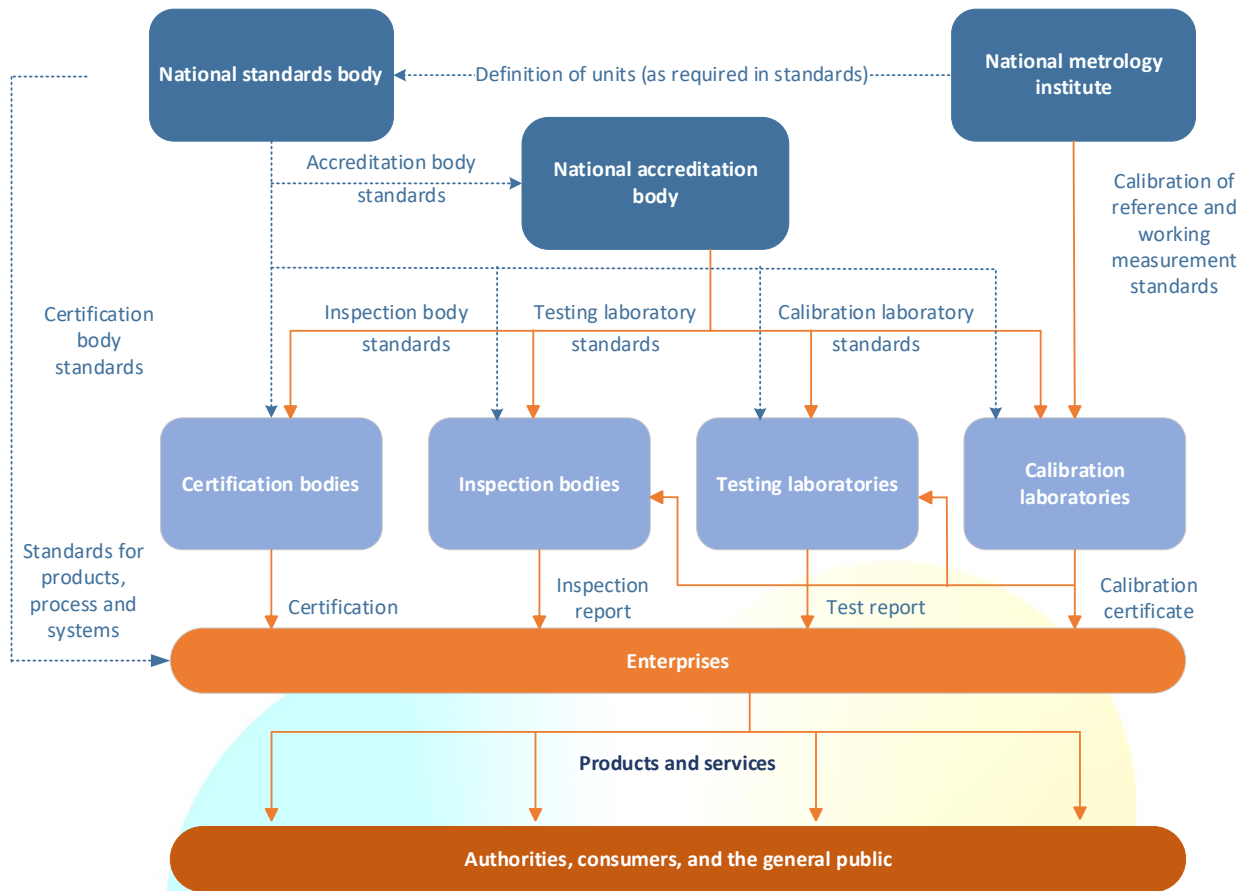 National standards body
Definition of units (as required in standards)
National metrology
institute
Accreditation body
standards
National accreditation
body
Calibration of
reference and
working
measurement
standards
Certification
body
standards
Inspection body
standards
Testing laboratory
standards
Calibration laboratory
standards
Certification bodies
Inspection bodies
Testing laboratories
Calibration
laboratories
Standards for
products,
process and
systems
Certification
Inspection
report
Test report
Calibration
certificate
Enterprises
Products and services
Authorities, consumers, and the general public